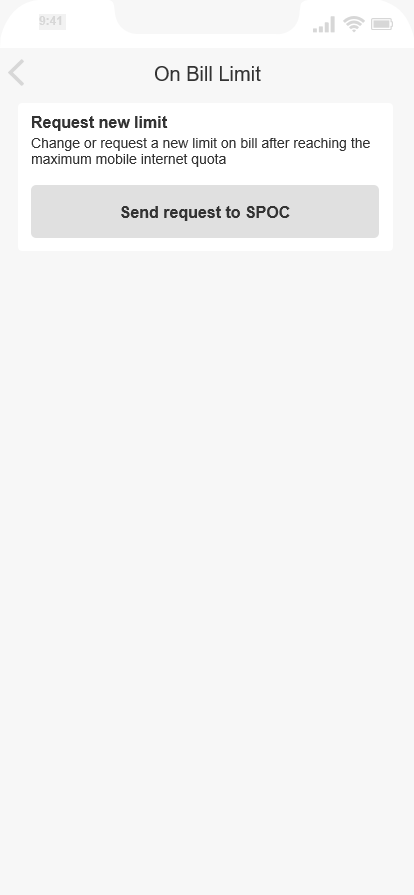 9:41
On Bill Limit
Request new limit
Change or request a new limit on bill after reaching the
maximum mobile internet quota
Send request to SPOC